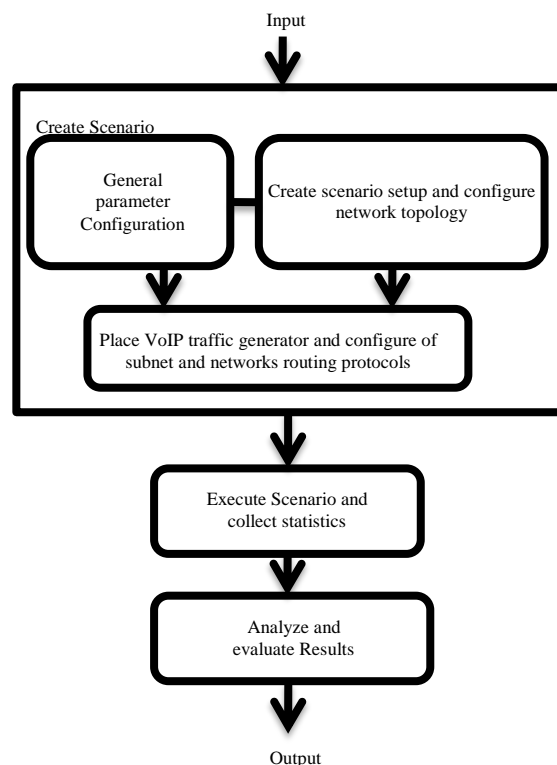 Input
Create Scenario
General
parameter
Configuration
Create scenario setup and configure
network topology
Place VoIP traffic generator and configure of
subnet and networks routing protocols
Execute Scenario and
collect statistics
Analyze and
evaluate Results
Output